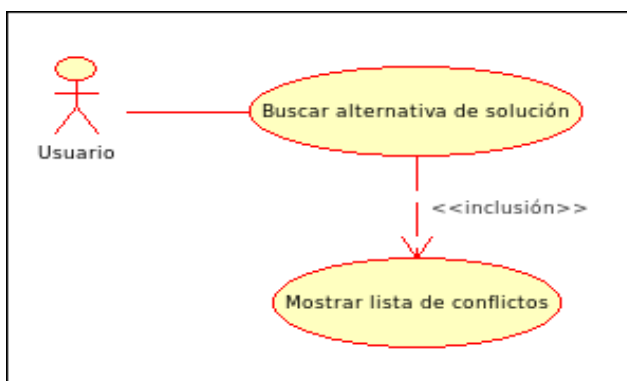 Buscar alternativa de solución
Usuario
<<inclusión>>
Mostrar lista de conflictos